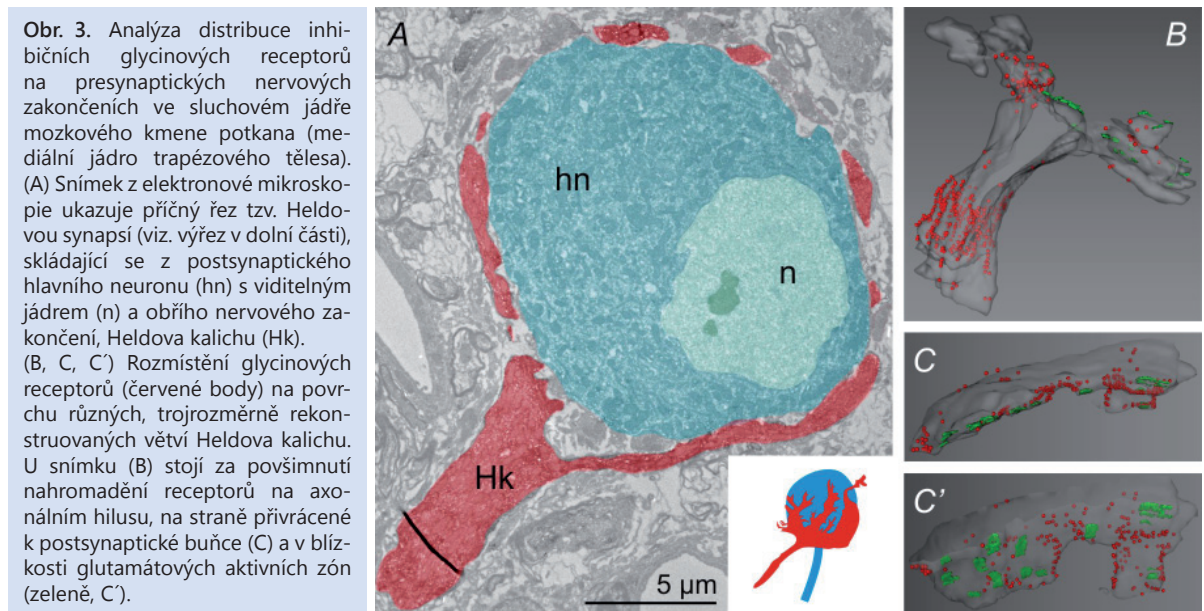 Obr. 3. Analýza distribuce inhi-
bičních glycinových receptorů
na presynaptických nervových
zakončeních ve sluchovém jádře
mozkového kmene potkana (me-
diální jádro trapézového tělesa).
(A) Snímek z elektronové mikrosko-
pie ukazuje příčný řez tzv. Heldo-
vou synapsí (viz. výřez v dolní části),
skládající se z postsynaptického
hlavního neuronu (hn) s viditelným
jádrem (n) a obřího nervového za-
končení, Heldova kalichu (Hk).
(B, C, C´) Rozmístění glycinových
receptorů (červené body) na povr-
chu různých, trojrozměrně rekon-
struovaných větví Heldova kalichu.
U snímku (B) stojí za povšimnutí
nahromadění receptorů na axo-
nálním hilusu, na straně přivrácené
k postsynaptické buňce (C) a v blíz-
kosti glutamátových aktivních zón
(zeleně, C´).
A
hn
n
Hk
5 µm
B
C
C'